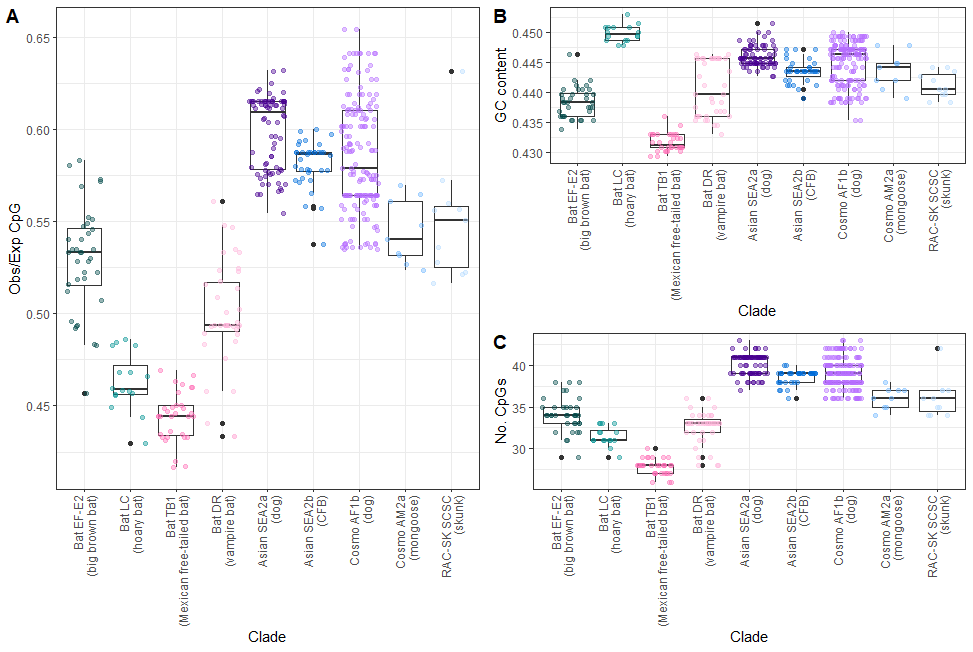 A
Obs/Exp CpG
0.65
0.60
0.55
0.50
0.45
Bat EF-E2
(big brown bat)
Bat LC
(hoary bat)
Bat TB1
(Mexican free-tailed bat)
Bat DR
(vampire bat)
Asian SEA2a
(dog)
Asian SEA2b
(CFB)
Cosmo AF1b
(dog)
Cosmo AM2a
(mongoose)
RAC-SK SCSC
(skunk)
Clade
B
GC content
0.450
0.445
0.440
0.435
0.430
Bat EF-E2
(big brown bat)
Bat LC
(hoary bat)
Bat TB1
(Mexican free-tailed bat)
Bat DR
(vampire bat)
Asian SEA2a
(dog)
Asian SEA2b
(CFB)
Cosmo AF1b
(dog)
Cosmo AM2a
(mongoose)
RAC-SK SCSC
(skunk)
Clade
C
No. CpGs
40
35
30
Bat EF-E2
(big brown bat)
Bat LC
(hoary bat)
Bat TB1
(Mexican free-tailed bat)
Bat DR
(vampire bat)
Asian SEA2a
(dog)
Asian SEA2b
(CFB)
Cosmo AF1b
(dog)
Cosmo AM2a
(mongoose)
RAC-SK SCSC
(skunk)
Clade